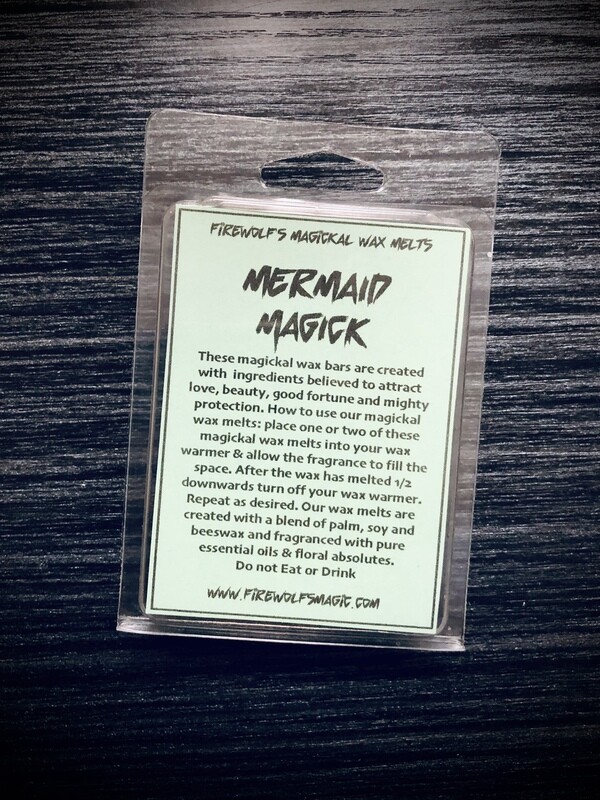 FIREWOLF'S MAGICKAL WAX MELTS
MERMAID
MAGICK
These magickal wax bars are created
with ingredients believed to attract
love, beauty, good fortune and mighty
protection. How to use our magickal
wax melts: place one or two of these
magickal wax melts into your wax
warmer & allow the fragrance to fill the
space. After the wax has melted 1/2
downwards turn off your wax warmer.
Repeat as desired. Our wax melts are
created with a blend of palm, soy and
beeswax and fragranced with pure
essential oils & floral absolutes.
Do not Eat or Drink
WWW.FIREWOLFSMAGIC.COM